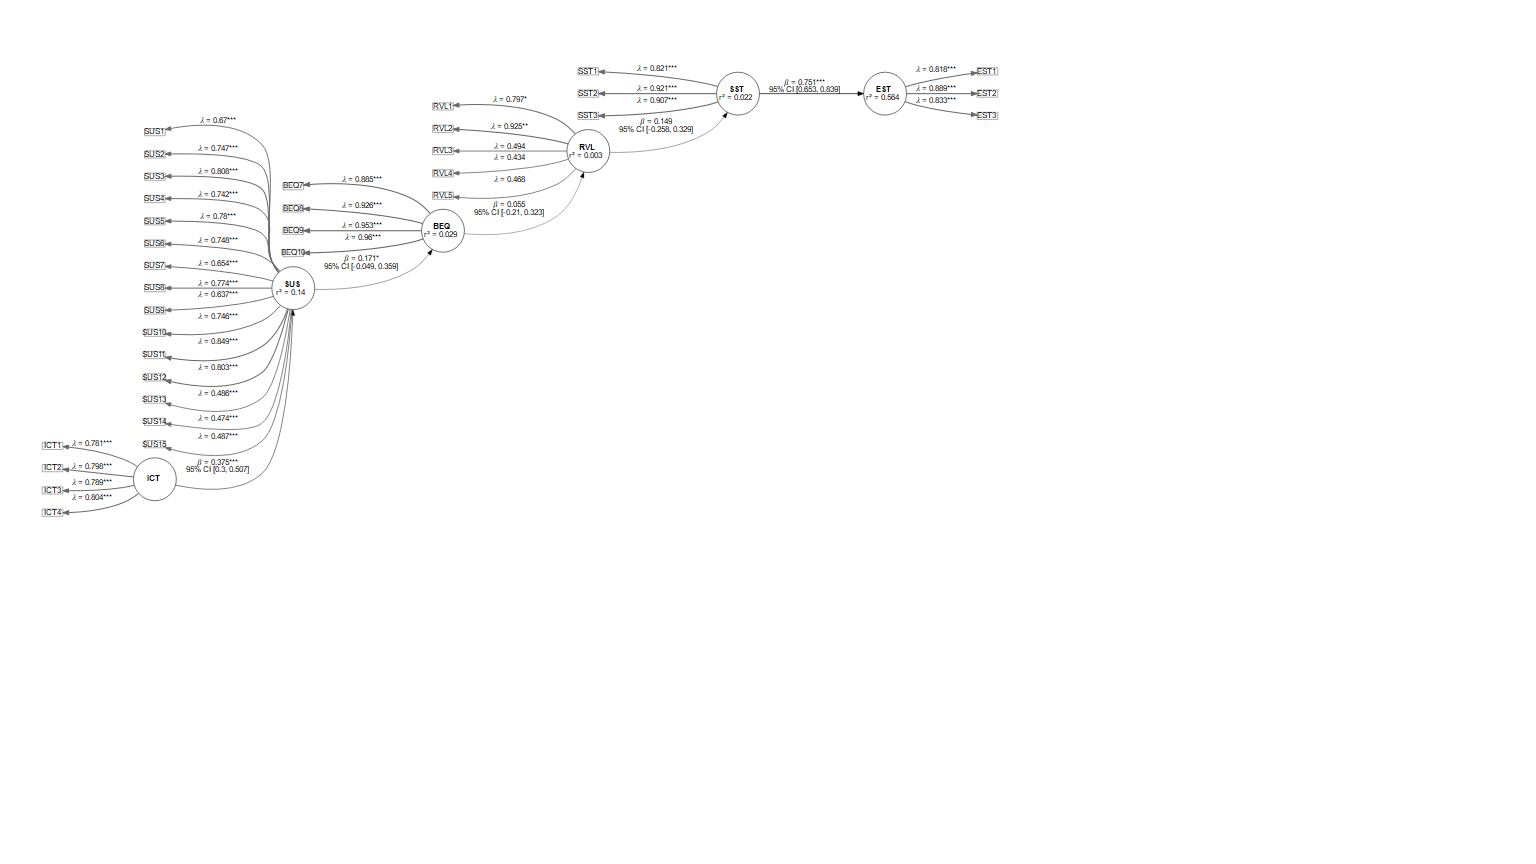 SST1
λ = 0.821***
SST2
λ = 0.921***
SST3
λ = 0.907***
SST
r² = 0.022
β = 0.751***
95% CI [0.653, 0.839]
EST
r² = 0.564
λ = 0.818***
EST1
λ = 0.889***
EST2
λ = 0.833***
EST3
β = 0.149
95% CI [-0.258, 0.329]
RVL1
λ = 0.797*
RVL2
λ = 0.925**
RVL3
λ = 0.494
RVL4
λ = 0.434
RVL5
λ = 0.468
RVL
r² = 0.003
β = 0.055
95% CI [-0.21, 0.323]
BEQ7
λ = 0.885***
BEQ8
λ = 0.926***
BEQ9
λ = 0.953***
BEQ10
λ = 0.96***
BEQ
r² = 0.029
β = 0.171*
95% CI [-0.049, 0.359]
SUS1
λ = 0.67***
SUS2
λ = 0.747***
SUS3
λ = 0.808***
SUS4
λ = 0.742***
SUS5
λ = 0.78***
SUS6
λ = 0.748***
SUS7
λ = 0.654***
SUS8
λ = 0.774***
SUS9
λ = 0.637***
SUS10
λ = 0.746***
SUS11
λ = 0.849***
SUS12
λ = 0.803***
SUS13
λ = 0.486***
SUS14
λ = 0.474***
SUS15
λ = 0.487***
SUS
r² = 0.14
β = 0.375***
95% CI [0.3, 0.507]
ICT1
λ = 0.781***
ICT2
λ = 0.798***
ICT3
λ = 0.789***
ICT4
λ = 0.804***
ICT